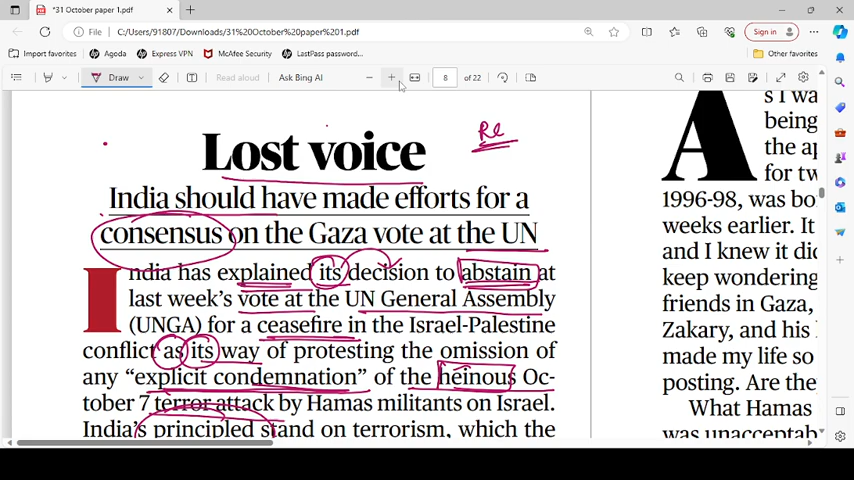 *31 October paper 1.pdf
File
C:/Users/91807/Downloads/31%20October%20paper%201.pdf
Sign in
Import favorites
Agoda
Express VPN
McAfee Security
LastPass password...
Other favorites
Draw
Read aloud
Ask Bing AI
8
of 22
Lost voice
India should have made efforts for a
consensus on the Gaza vote at the UN
India has explained its decision to abstain at
last week's vote at the UN General Assembly
(UNGA) for a ceasefire in the Israel-Palestine
conflict as its way of protesting the omission of
any "explicit condemnation" of the heinous Oc-
tober 7 terror attack by Hamas militants on Israel.
India's principled stand on terrorism, which the
A
s I wa
being
the ap
for tw
1996-98, was bo
weeks earlier. It
and I knew it did
keep wondering
friends in Gaza,
Zakary, and his
made my life so
posting. Are the
What Hamas
was unacceptab